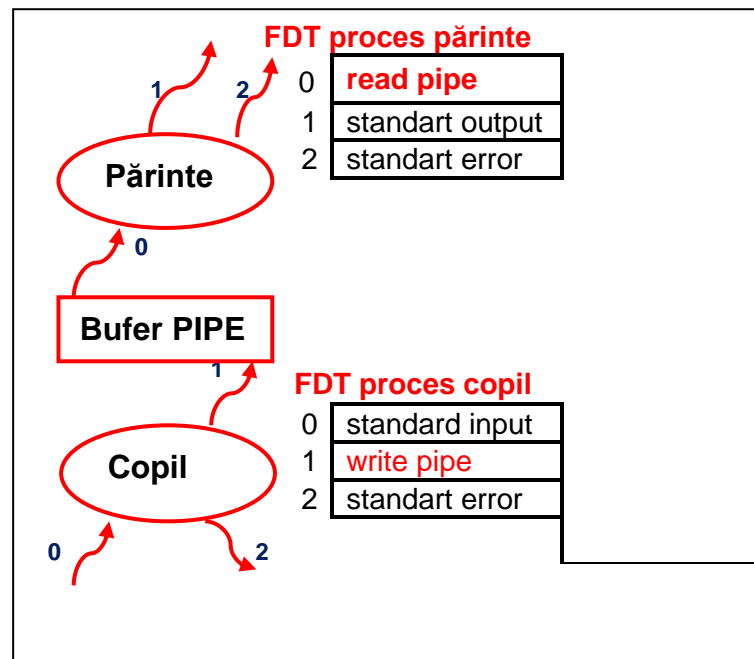 FDT proces părinte
1
2
0 read pipe
1 standart output
2 standart error
Părinte
0
Bufer PIPE
1
FDT proces copil
0 standard input
1 write pipe
2 standart error
Copil
0
2